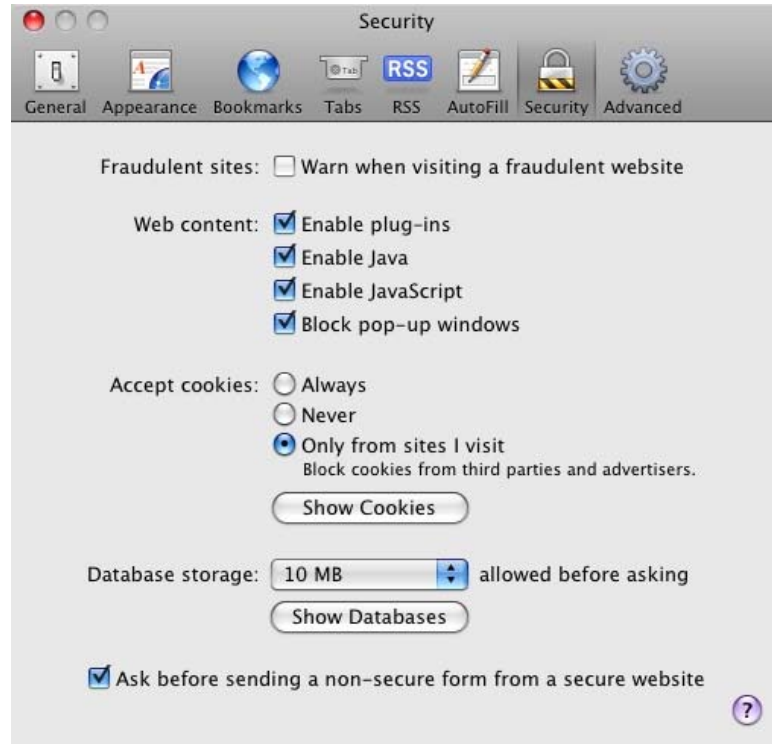 Security
Tab
RSS
General Appearance Bookmarks Tabs RSS AutoFill Security Advanced
Fraudulent sites: Warn when visiting a fraudulent website
Web content: Enable plug-ins
Enable Java
Enable JavaScript
Block pop-up windows
Accept cookies: Always
Never
Only from sites I visit
Block cookies from third parties and advertisers.
Show Cookies
Database storage: 10 MB allowed before asking
Show Databases
Ask before sending a non-secure form from a secure website
?